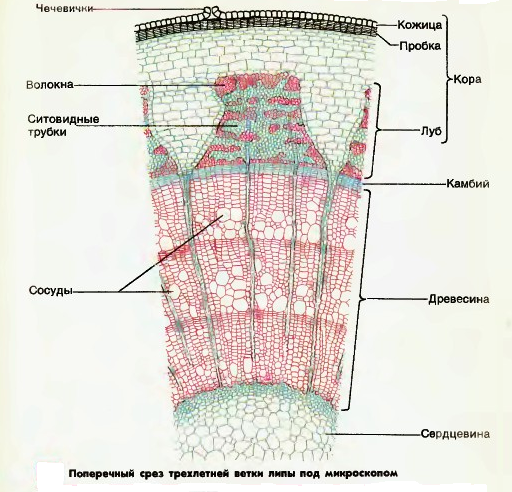 Чечевички
Кожица
Пробка
Кора
Волокна
Ситовидные
трубки
Луб
Камбий
Сосуды
Древесина
Сердцевина
Поперечный срез трехлетней ветки липы под микроскопом